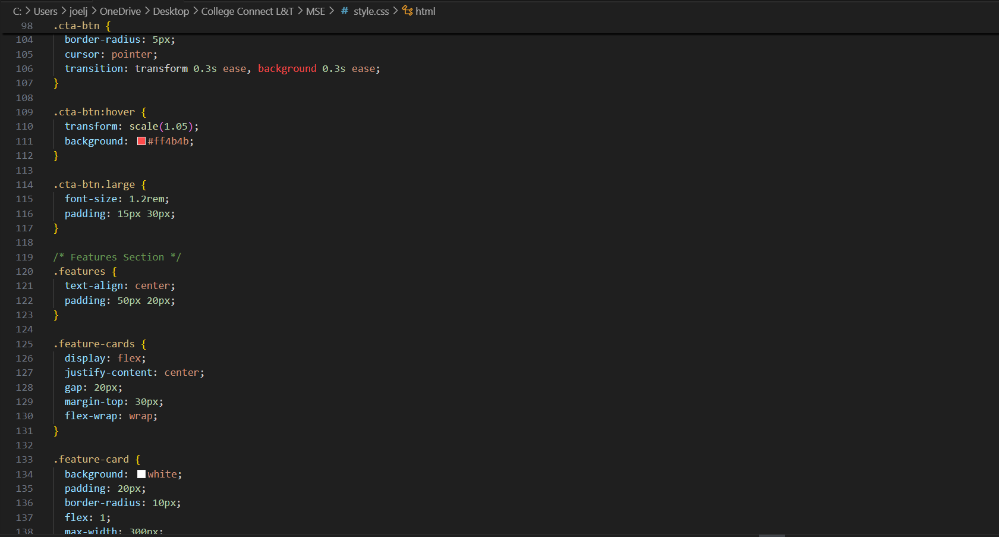 C: > Users > joelj > OneDrive > Desktop > College Connect L&T > MSE > # style.css > html
98 .cta-btn {
104 border-radius: 5px;
105 cursor: pointer;
106 transition: transform 0.3s ease, background 0.3s ease;
107 }
108
109 .cta-btn:hover {
110 transform: scale(1.05);
111 background: #ff4b4b;
112 }
113
114 .cta-btn.large {
115 font-size: 1.2rem;
116 padding: 15px 30px;
117 }
118
119 /* Features Section */
120 .features {
121 text-align: center;
122 padding: 50px 20px;
123 }
124
125 .feature-cards {
126 display: flex;
127 justify-content: center;
128 gap: 20px;
129 margin-top: 30px;
130 flex-wrap: wrap;
131 }
132
133 .feature-card {
134 background: white;
135 padding: 20px;
136 border-radius: 10px;
137 flex: 1;
138 max-width: 300px;